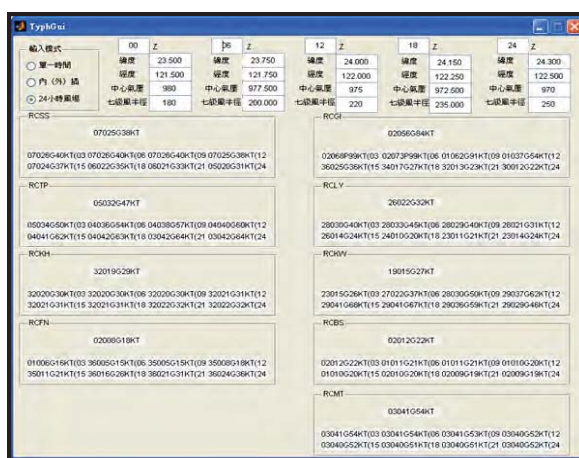 TyphGui
輸入模式
單一時間
內（外）插
24小時風場
00 Z 06 Z 12 Z 18 Z 24 Z
緯度 23.500 緯度 23.750 緯度 24.000 緯度 24.150 緯度 24.300
經度 121.500 經度 121.750 經度 122.000 經度 122.250 經度 122.500
中心氣壓 980 中心氣壓 977.500 中心氣壓 975 中心氣壓 972.500 中心氣壓 970
七級風半徑 180 七級風半徑 200.000 七級風半徑 220 七級風半徑 235.000 七級風半徑 250
RCSS
07025G38KT
07026G40KT(03 07026G40KT(06 07026G40KT(09 07025G38KT(12
07024G37KT(15 06022G35KT(18 06021G33KT(21 05020G31KT(24
RCGI
02056G84KT
02068P99KT(03 02073P99KT(06 01062G91KT(09 01037G54KT(12
36025G36KT(15 34017G27KT(18 32013G23KT(21 30012G22KT(24
RCTP
05032G47KT
05034G50KT(03 04036G54KT(06 04038G57KT(09 04040G60KT(12
04041G62KT(15 04042G63KT(18 03042G64KT(21 03042G64KT(24
RCLY
26022G32KT
28030G40KT(03 28033G45KT(06 28029G40KT(09 28021G31KT(12
26014G24KT(15 24010G20KT(18 23011G21KT(21 23014G24KT(24
RCKH
32019G29KT
32020G30KT(03 32020G30KT(06 32020G30KT(09 32021G31KT(12
32021G31KT(15 32021G31KT(18 32022G32KT(21 32022G32KT(24
RCKW
19015G27KT
23015G26KT(03 27022G37KT(06 28030G50KT(09 29037G62KT(12
29041G68KT(15 29041G67KT(18 29036G59KT(21 29029G46KT(24
RCFN
02008G18KT
01006G16KT(03 36005G15KT(06 35005G15KT(09 35008G18KT(12
35011G21KT(15 36016G26KT(18 36021G31KT(21 36024G36KT(24
RCBS
02012G22KT
02012G22KT(03 01011G21KT(06 01011G21KT(09 01010G20KT(12
01010G20KT(15 02010G20KT(18 02009G19KT(21 02009G19KT(24
RCMT
03041G54KT
03041G54KT(03 03041G54KT(06 03041G53KT(09 03040G52KT(12
03040G52KT(15 03040G51KT(18 03040G51KT(21 03040G52KT(24